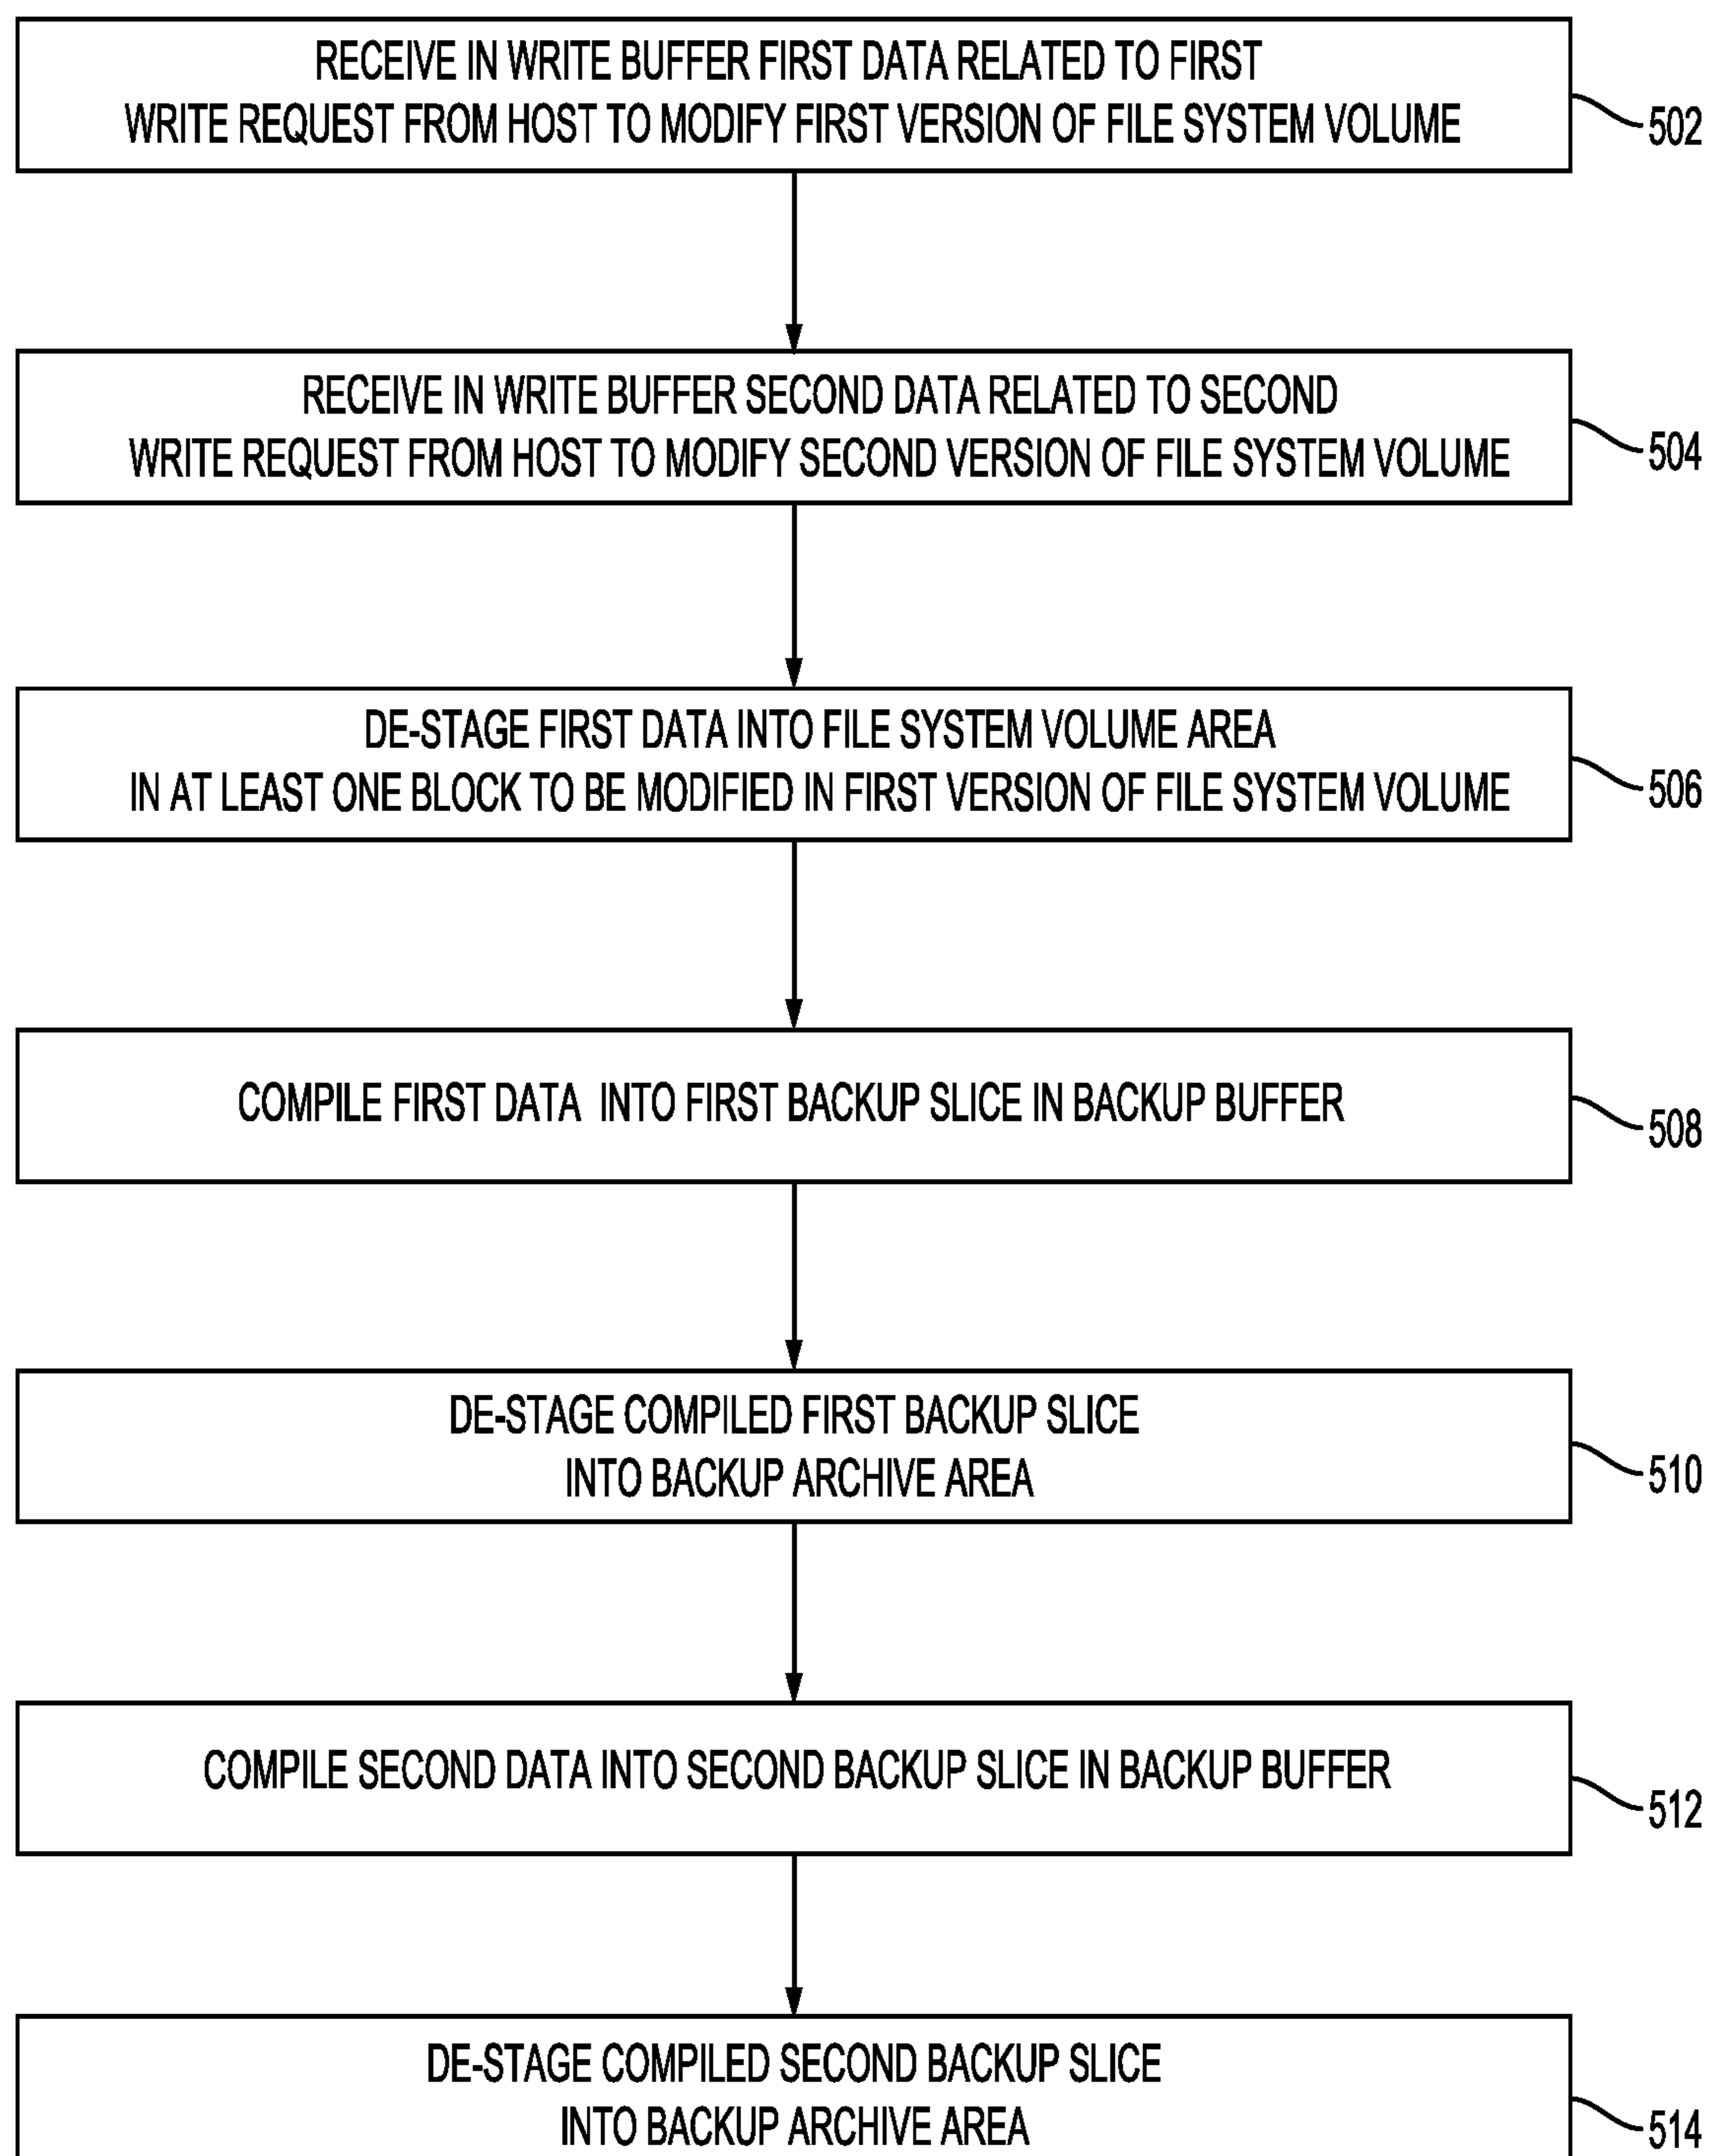 RECEIVE IN WRITE BUFFER FIRST DATA RELATED TO FIRST
WRITE REQUEST FROM HOST TO MODIFY FIRST VERSION OF FILE SYSTEM VOLUME
502
RECEIVE IN WRITE BUFFER SECOND DATA RELATED TO SECOND
WRITE REQUEST FROM HOST TO MODIFY SECOND VERSION OF FILE SYSTEM VOLUME
504
DE-STAGE FIRST DATA INTO FILE SYSTEM VOLUME AREA
IN AT LEAST ONE BLOCK TO BE MODIFIED IN FIRST VERSION OF FILE SYSTEM VOLUME
506
COMPILE FIRST DATA INTO FIRST BACKUP SLICE IN BACKUP BUFFER
508
DE-STAGE COMPILED FIRST BACKUP SLICE
INTO BACKUP ARCHIVE AREA
510
COMPILE SECOND DATA INTO SECOND BACKUP SLICE IN BACKUP BUFFER
512
DE-STAGE COMPILED SECOND BACKUP SLICE
INTO BACKUP ARCHIVE AREA
514